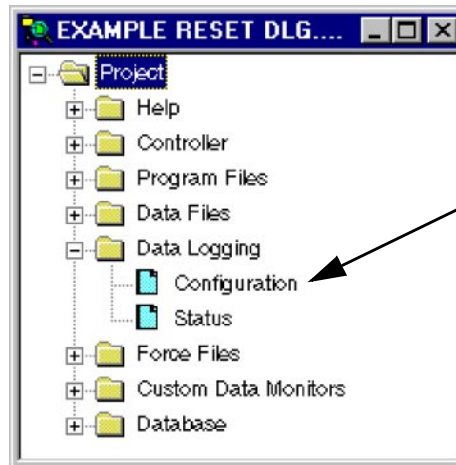 EXAMPLE RESET DLG....
Project
Help
Controller
Program Files
Data Files
Data Logging
Configuration
Status
Force Files
Custom Data Monitors
Database